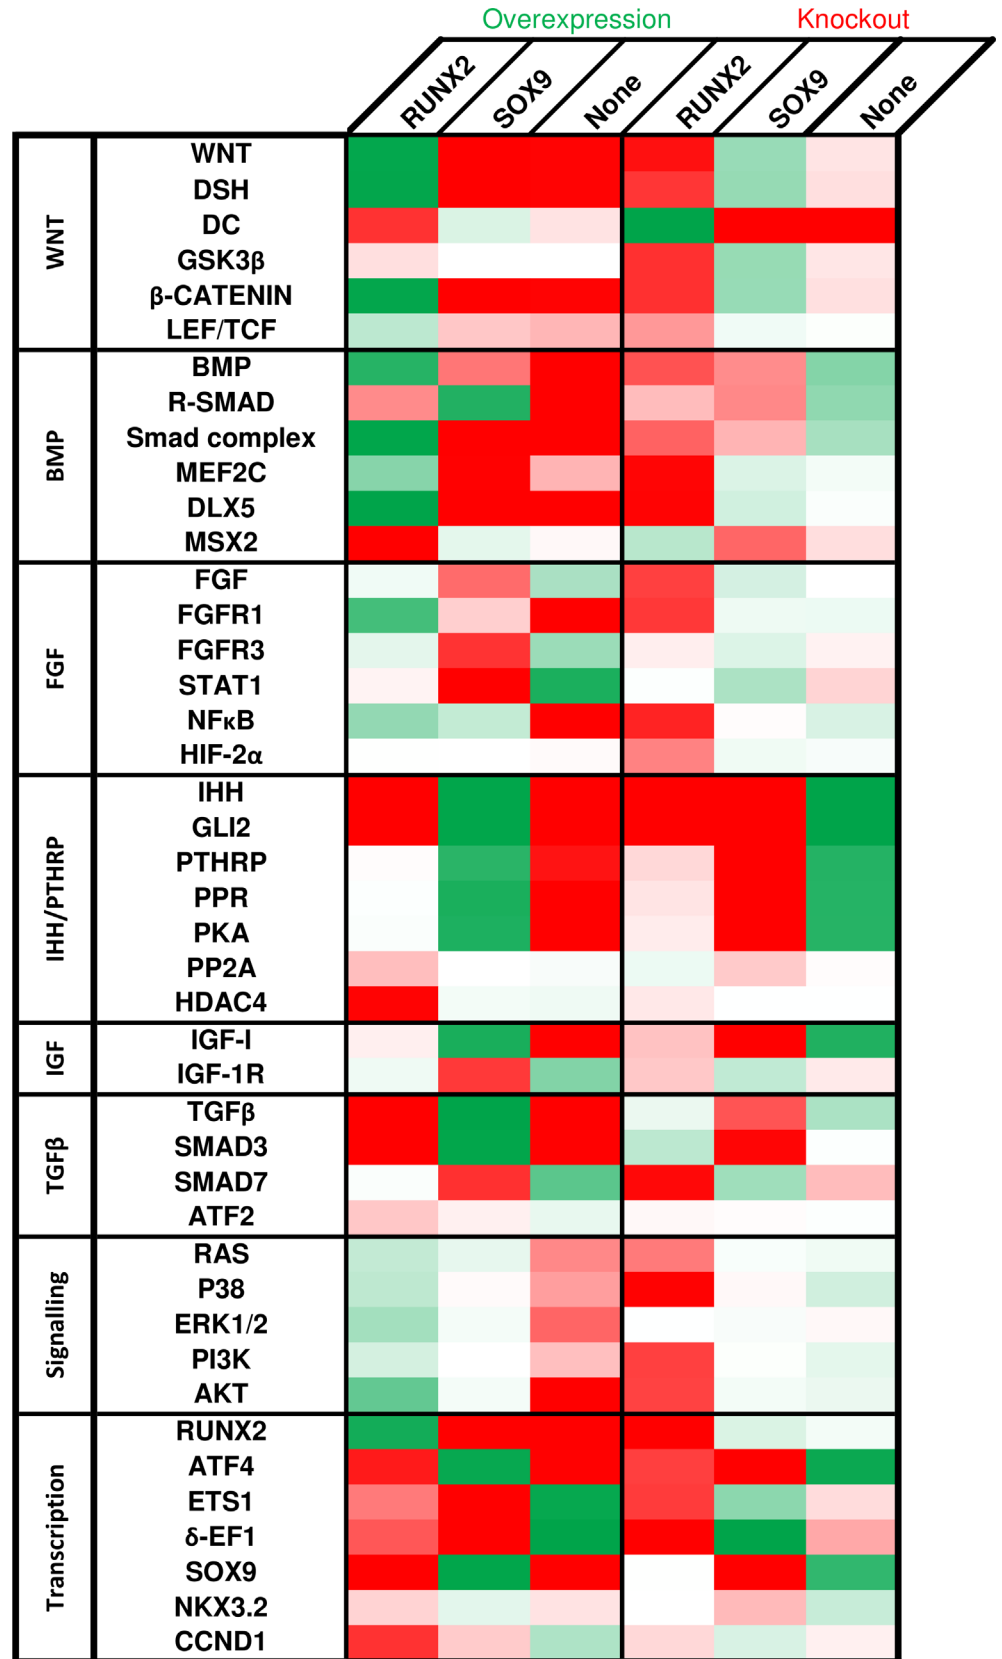 Overexpression Knockout
RUNX2 SOX9 None RUNX2 SOX9 None
WNT
WNT
DSH
DC
GSK3β
β-CATENIN
LEF/TCF
BMP
BMP
R-SMAD
Smad complex
MEF2C
DLX5
MSX2
FGF
FGF
FGFR1
FGFR3
STAT1
NFκB
HIF-2α
IHH/PTHRP
IHH
GLI2
PTHRP
PPR
PKA
PP2A
HDAC4
IGF
IGF-I
IGF-1R
TGFβ
TGFβ
SMAD3
SMAD7
ATF2
Signalling
RAS
P38
ERK1/2
PI3K
AKT
Transcription
RUNX2
ATF4
ETS1
δ-EF1
SOX9
NKX3.2
CCND1